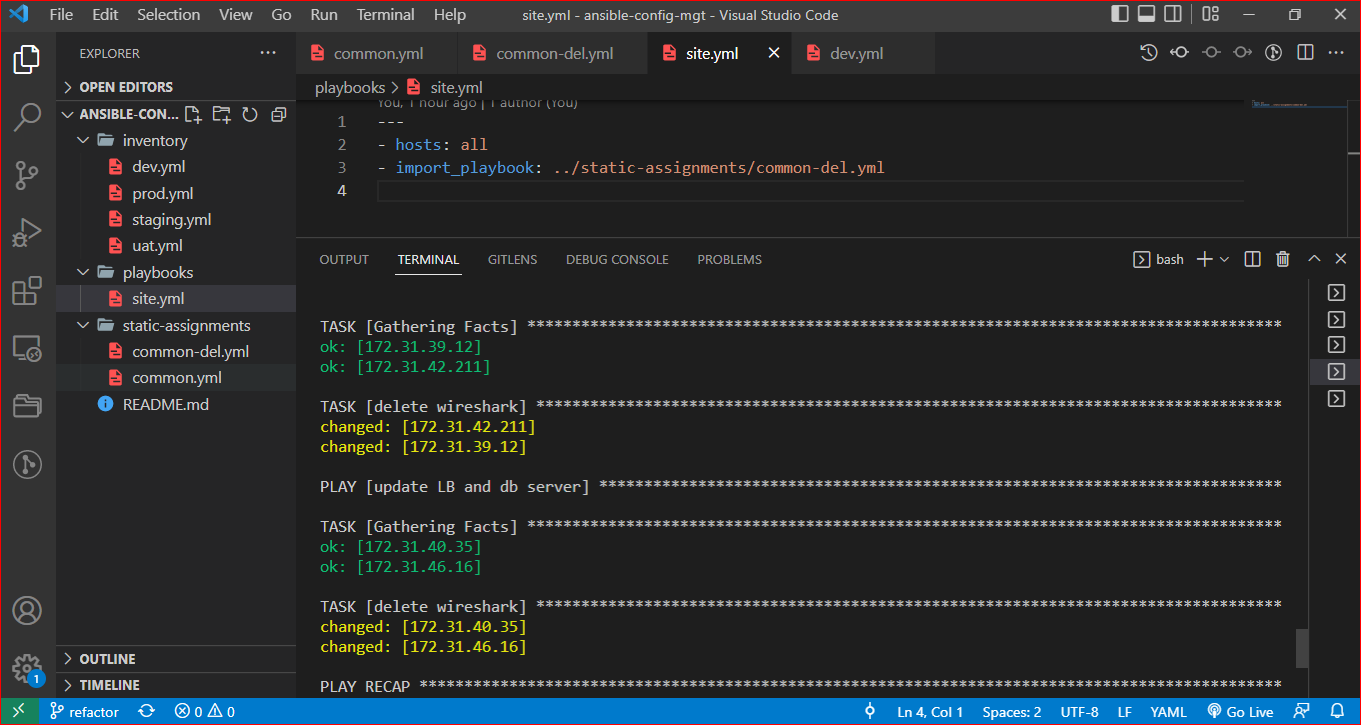 File Edit Selection View Go Run Terminal Help site.yml - ansible-config-mgt - Visual Studio Code
EXPLORER ···
OPEN EDITORS
ANSIBLE-CON...
inventory
dev.yml
prod.yml
staging.yml
uat.yml
playbooks
site.yml
static-assignments
common-del.yml
common.yml
README.md
OUTLINE
TIMELINE
1
common.yml common-del.yml site.yml dev.yml
playbooks > site.yml
You, 1 hour ago | 1 author (You)
1 ---
2 - hosts: all
3 - import_playbook: ../static-assignments/common-del.yml
4
OUTPUT TERMINAL GITLENS DEBUG CONSOLE PROBLEMS bash
TASK [Gathering Facts] ************************************************************************************
ok: [172.31.39.12]
ok: [172.31.42.211]
TASK [delete wireshark] ***********************************************************************************
changed: [172.31.42.211]
changed: [172.31.39.12]
PLAY [update LB and db server] ****************************************************************************
TASK [Gathering Facts] ************************************************************************************
ok: [172.31.40.35]
ok: [172.31.46.16]
TASK [delete wireshark] ***********************************************************************************
changed: [172.31.40.35]
changed: [172.31.46.16]
PLAY RECAP ************************************************************************************************
refactor 0 0 Ln 4, Col 1 Spaces: 2 UTF-8 LF YAML Go Live